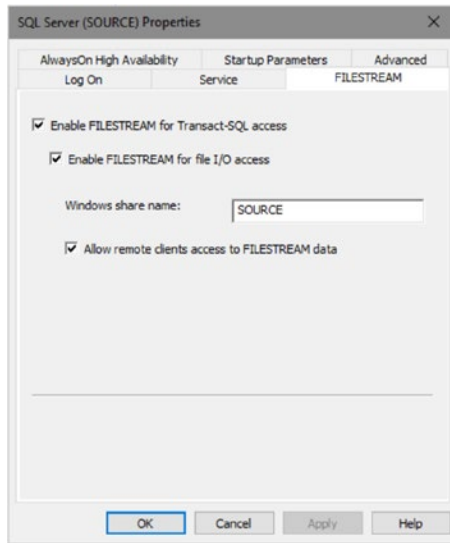 SQL Server (SOURCE) Properties
AlwaysOn High Availability Startup Parameters Advanced
Log On Service FILESTREAM
Enable FILESTREAM for Transact-SQL access
Enable FILESTREAM for file I/O access
Windows share name: SOURCE
Allow remote clients access to FILESTREAM data
OK Cancel Apply Help